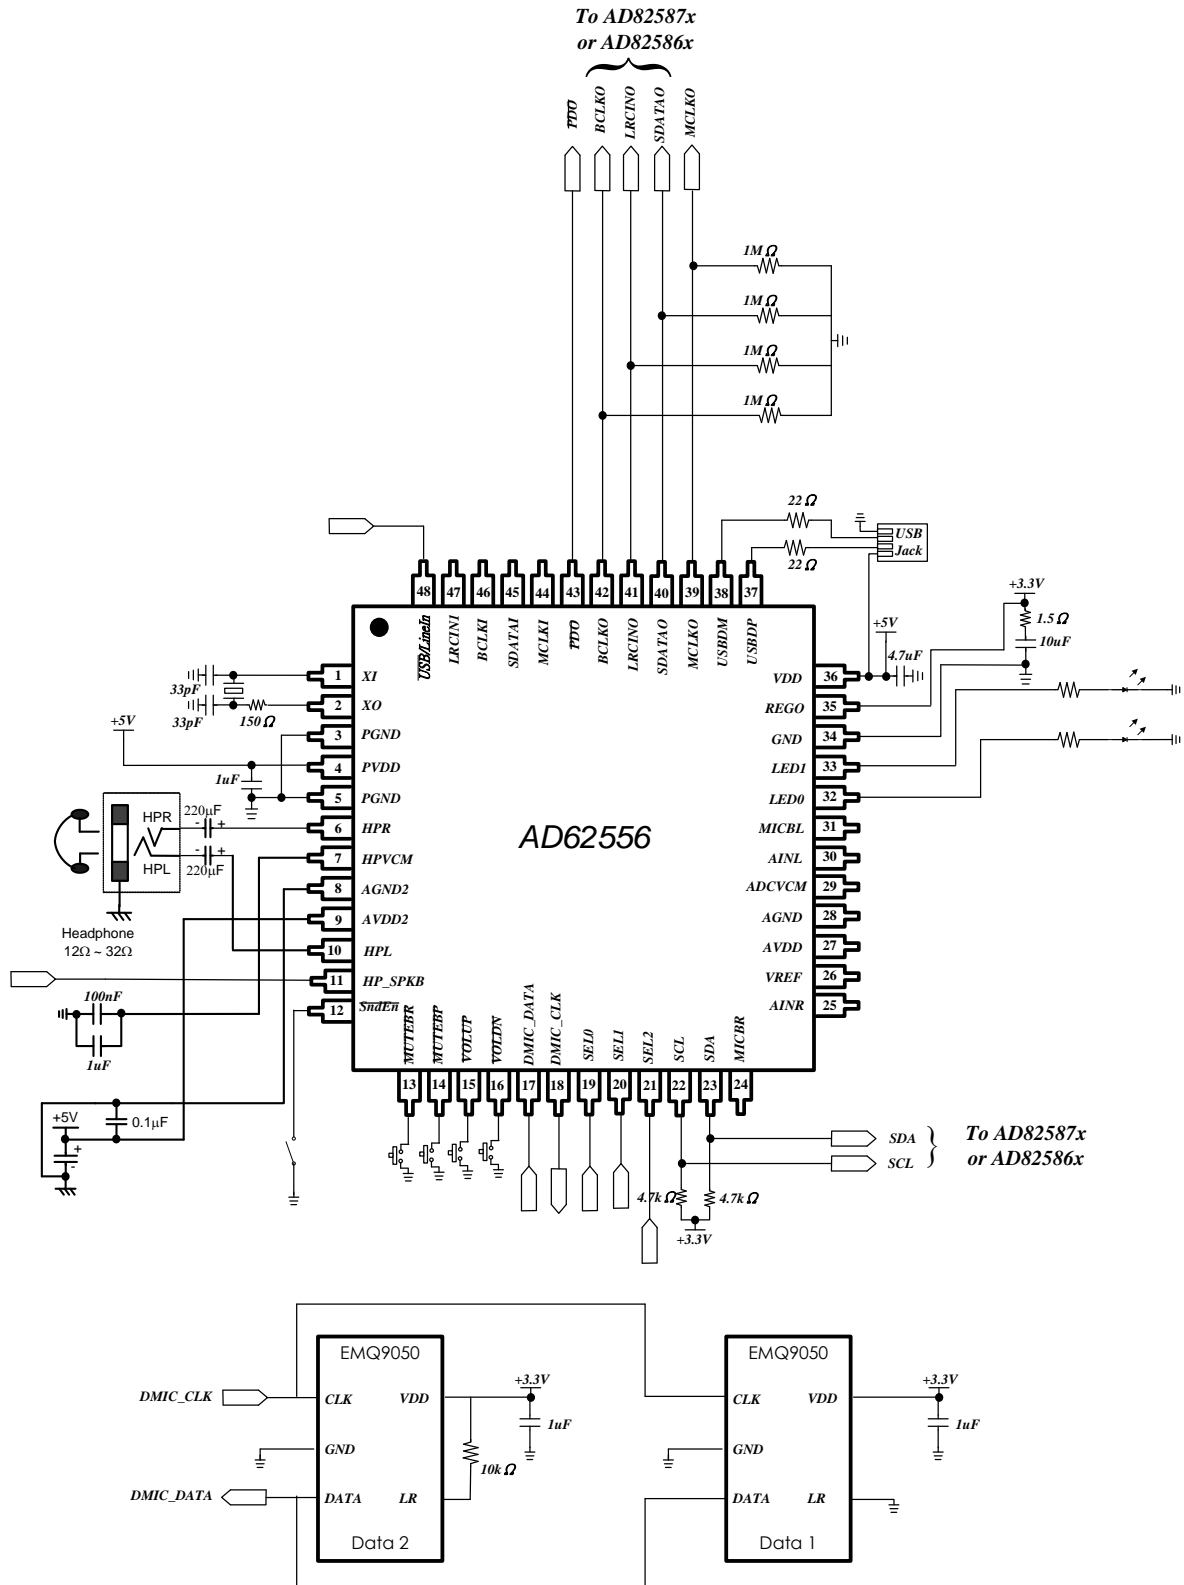 To AD82587x
or AD82586x
PDO
BCLKO
LRCINO
SDATAO
MCLKO
1MΩ
1MΩ
1MΩ
1MΩ
22Ω
22Ω
USB
Jack
48
47
46
45
44
43
42
41
40
39
38
37
USB/LineIn
LRCIN1
BCLKI
SDATAI
MCLKI
PDO
BCLKO
LRCINO
SDATAO
MCLKO
USBDM
USBDP
+3.3V
1.5Ω
10uF
+5V
4.7uF
33pF
33pF
150Ω
+5V
1uF
1 XI
2 XO
3 PGND
4 PVDD
5 PGND
6 HPR
7 HPVCM
8 AGND2
9 AVDD2
10 HPL
11 HP_SPKB
12 SndEn
VDD 36
REGO 35
GND 34
LED1 33
LED0 32
MICBL 31
AINL 30
ADCVCM 29
AGND 28
AVDD 27
VREF 26
AINR 25
AD62556
HPR
HPL
220µF
- +
- +
220µF
Headphone
12Ω ~ 32Ω
100nF
1uF
+5V
0.1µF
+
-
MUTEBR
MUTEBP
VOLUP
VOLDN
DMIC_DATA
DMIC_CLK
SEL0
SEL1
SEL2
SCL
SDA
MICBR
13
14
15
16
17
18
19
20
21
22
23
24
SDA
SCL
}
To AD82587x
or AD82586x
4.7kΩ
4.7kΩ
+3.3V
EMQ9050
DMIC_CLK
CLK
VDD
+3.3V
1uF
GND
10kΩ
DMIC_DATA
DATA
LR
Data 2
EMQ9050
CLK
VDD
+3.3V
1uF
GND
DATA
LR
Data 1